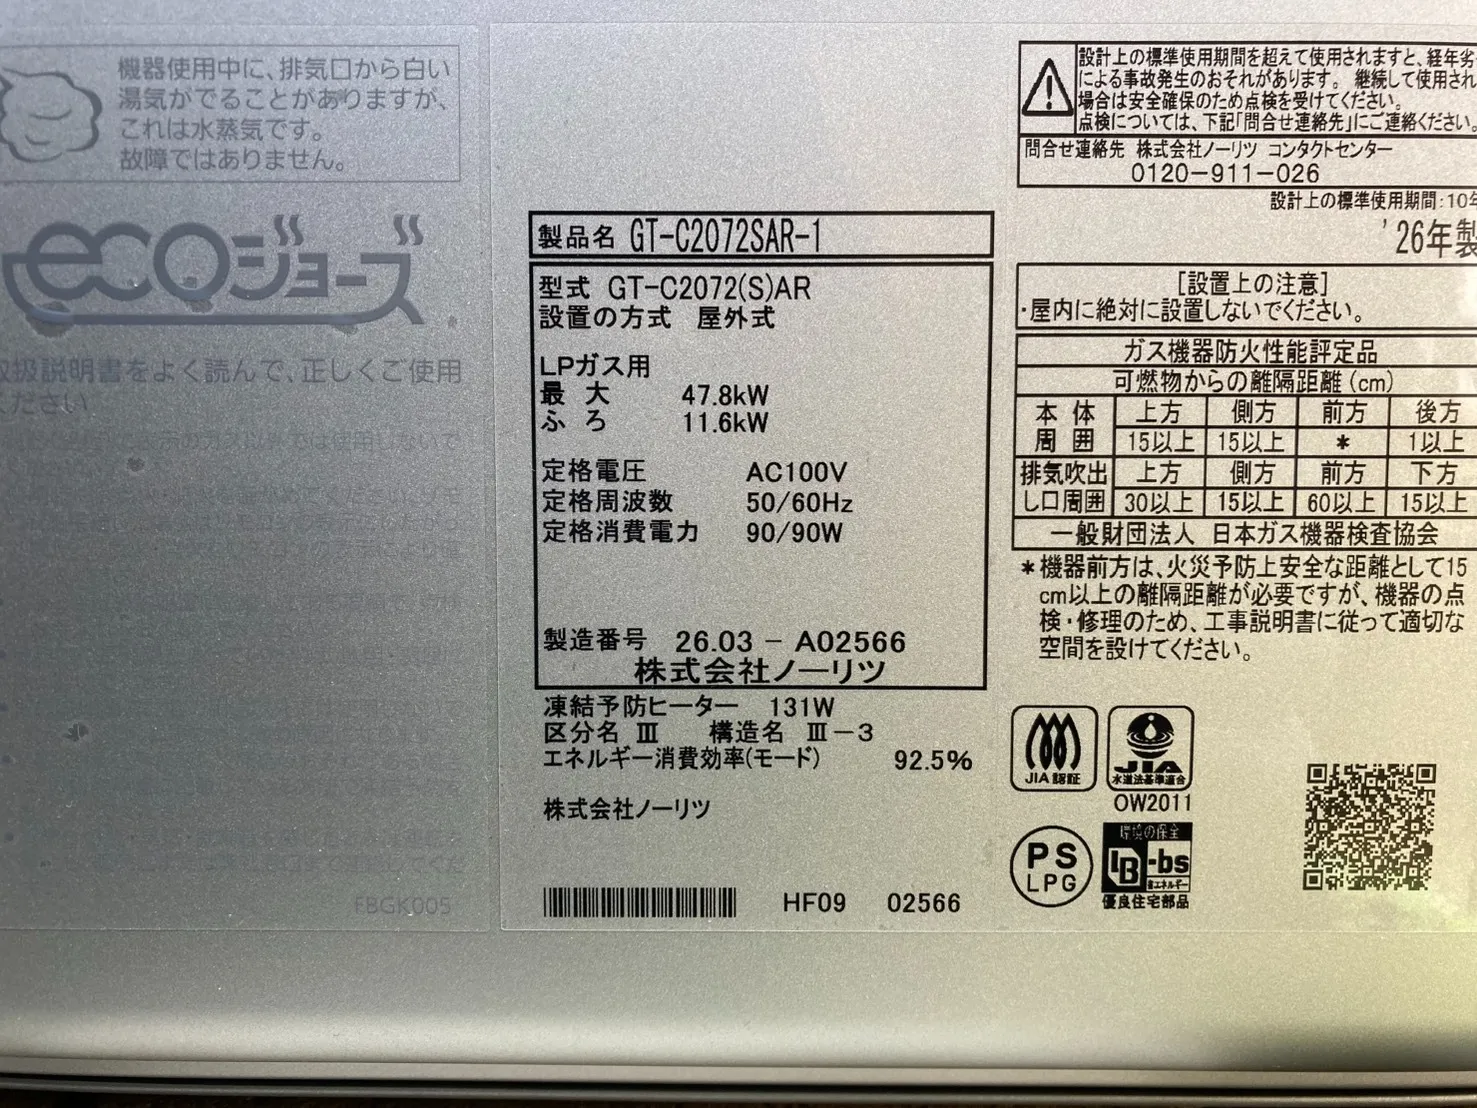 機器使用中に、排気口から白い
湯気がでることがありますが、
これは水蒸気です。
故障ではありません。
ecoジョーズ
取扱説明書をよく読んで、正しくご使用
ください
FBGK005
製品名 GT-C2072SAR-1
型式 GT-C2072(S)AR
設置の方式 屋外式
LPガス用
最大 47.8kW
ふろ 11.6kW
定格電圧 AC100V
定格周波数 50/60Hz
定格消費電力 90/90W
製造番号 26.03 - A02566
株式会社ノーリツ
凍結予防ヒーター 131W
区分名 Ⅲ 構造名 Ⅲ-3
エネルギー消費効率(モード) 92.5%
株式会社ノーリツ
HF09 02566
設計上の標準使用期間を超えて使用されますと、経年劣
による事故発生のおそれがあります。継続して使用され
場合は安全確保のため点検を受けてください。
点検については、下記「問合せ連絡先」にご連絡ください。
問合せ連絡先 株式会社ノーリツ コンタクトセンター
0120-911-026
設計上の標準使用期間:10年
'26年製
[設置上の注意]
・屋内に絶対に設置しないでください。
ガス機器防火性能評定品
可燃物からの離隔距離(cm)
本体 上方 側方 前方 後方
周囲 15以上 15以上 * 1以上
排気吹出 上方 側方 前方 下方
し口周囲 30以上 15以上 60以上 15以上
一般財団法人 日本ガス機器検査協会
*機器前方は、火災予防上安全な距離として15
cm以上の離隔距離が必要ですが、機器の点
検・修理のため、工事説明書に従って適切な
空間を設けてください。
JIA認証
JIA
水道法基準適合
OW2011
PS
LPG
環境の保全
BL-bs
省エネルギー
優良住宅部品